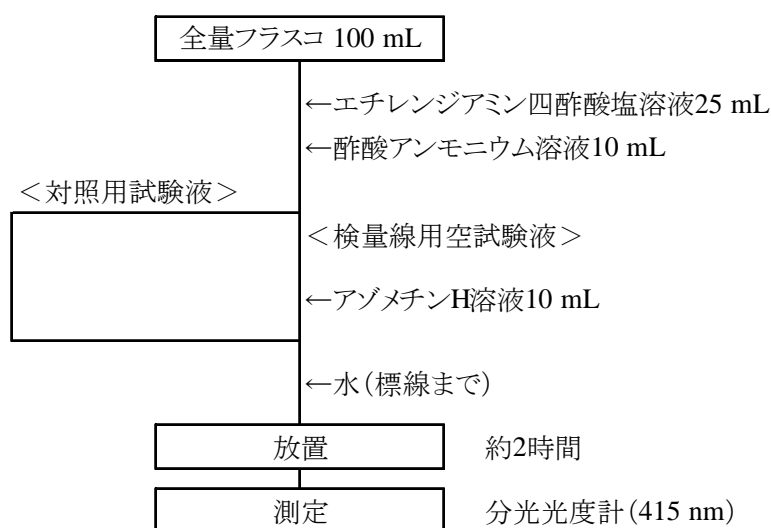 全量フラスコ 100 mL
←エチレンジアミン四酢酸塩溶液25 mL
←酢酸アンモニウム溶液10 mL
＜対照用試験液＞
＜検量線用空試験液＞
←アゾメチンH溶液10 mL
←水(標線まで)
放置 約2時間
測定 分光光度計(415 nm)